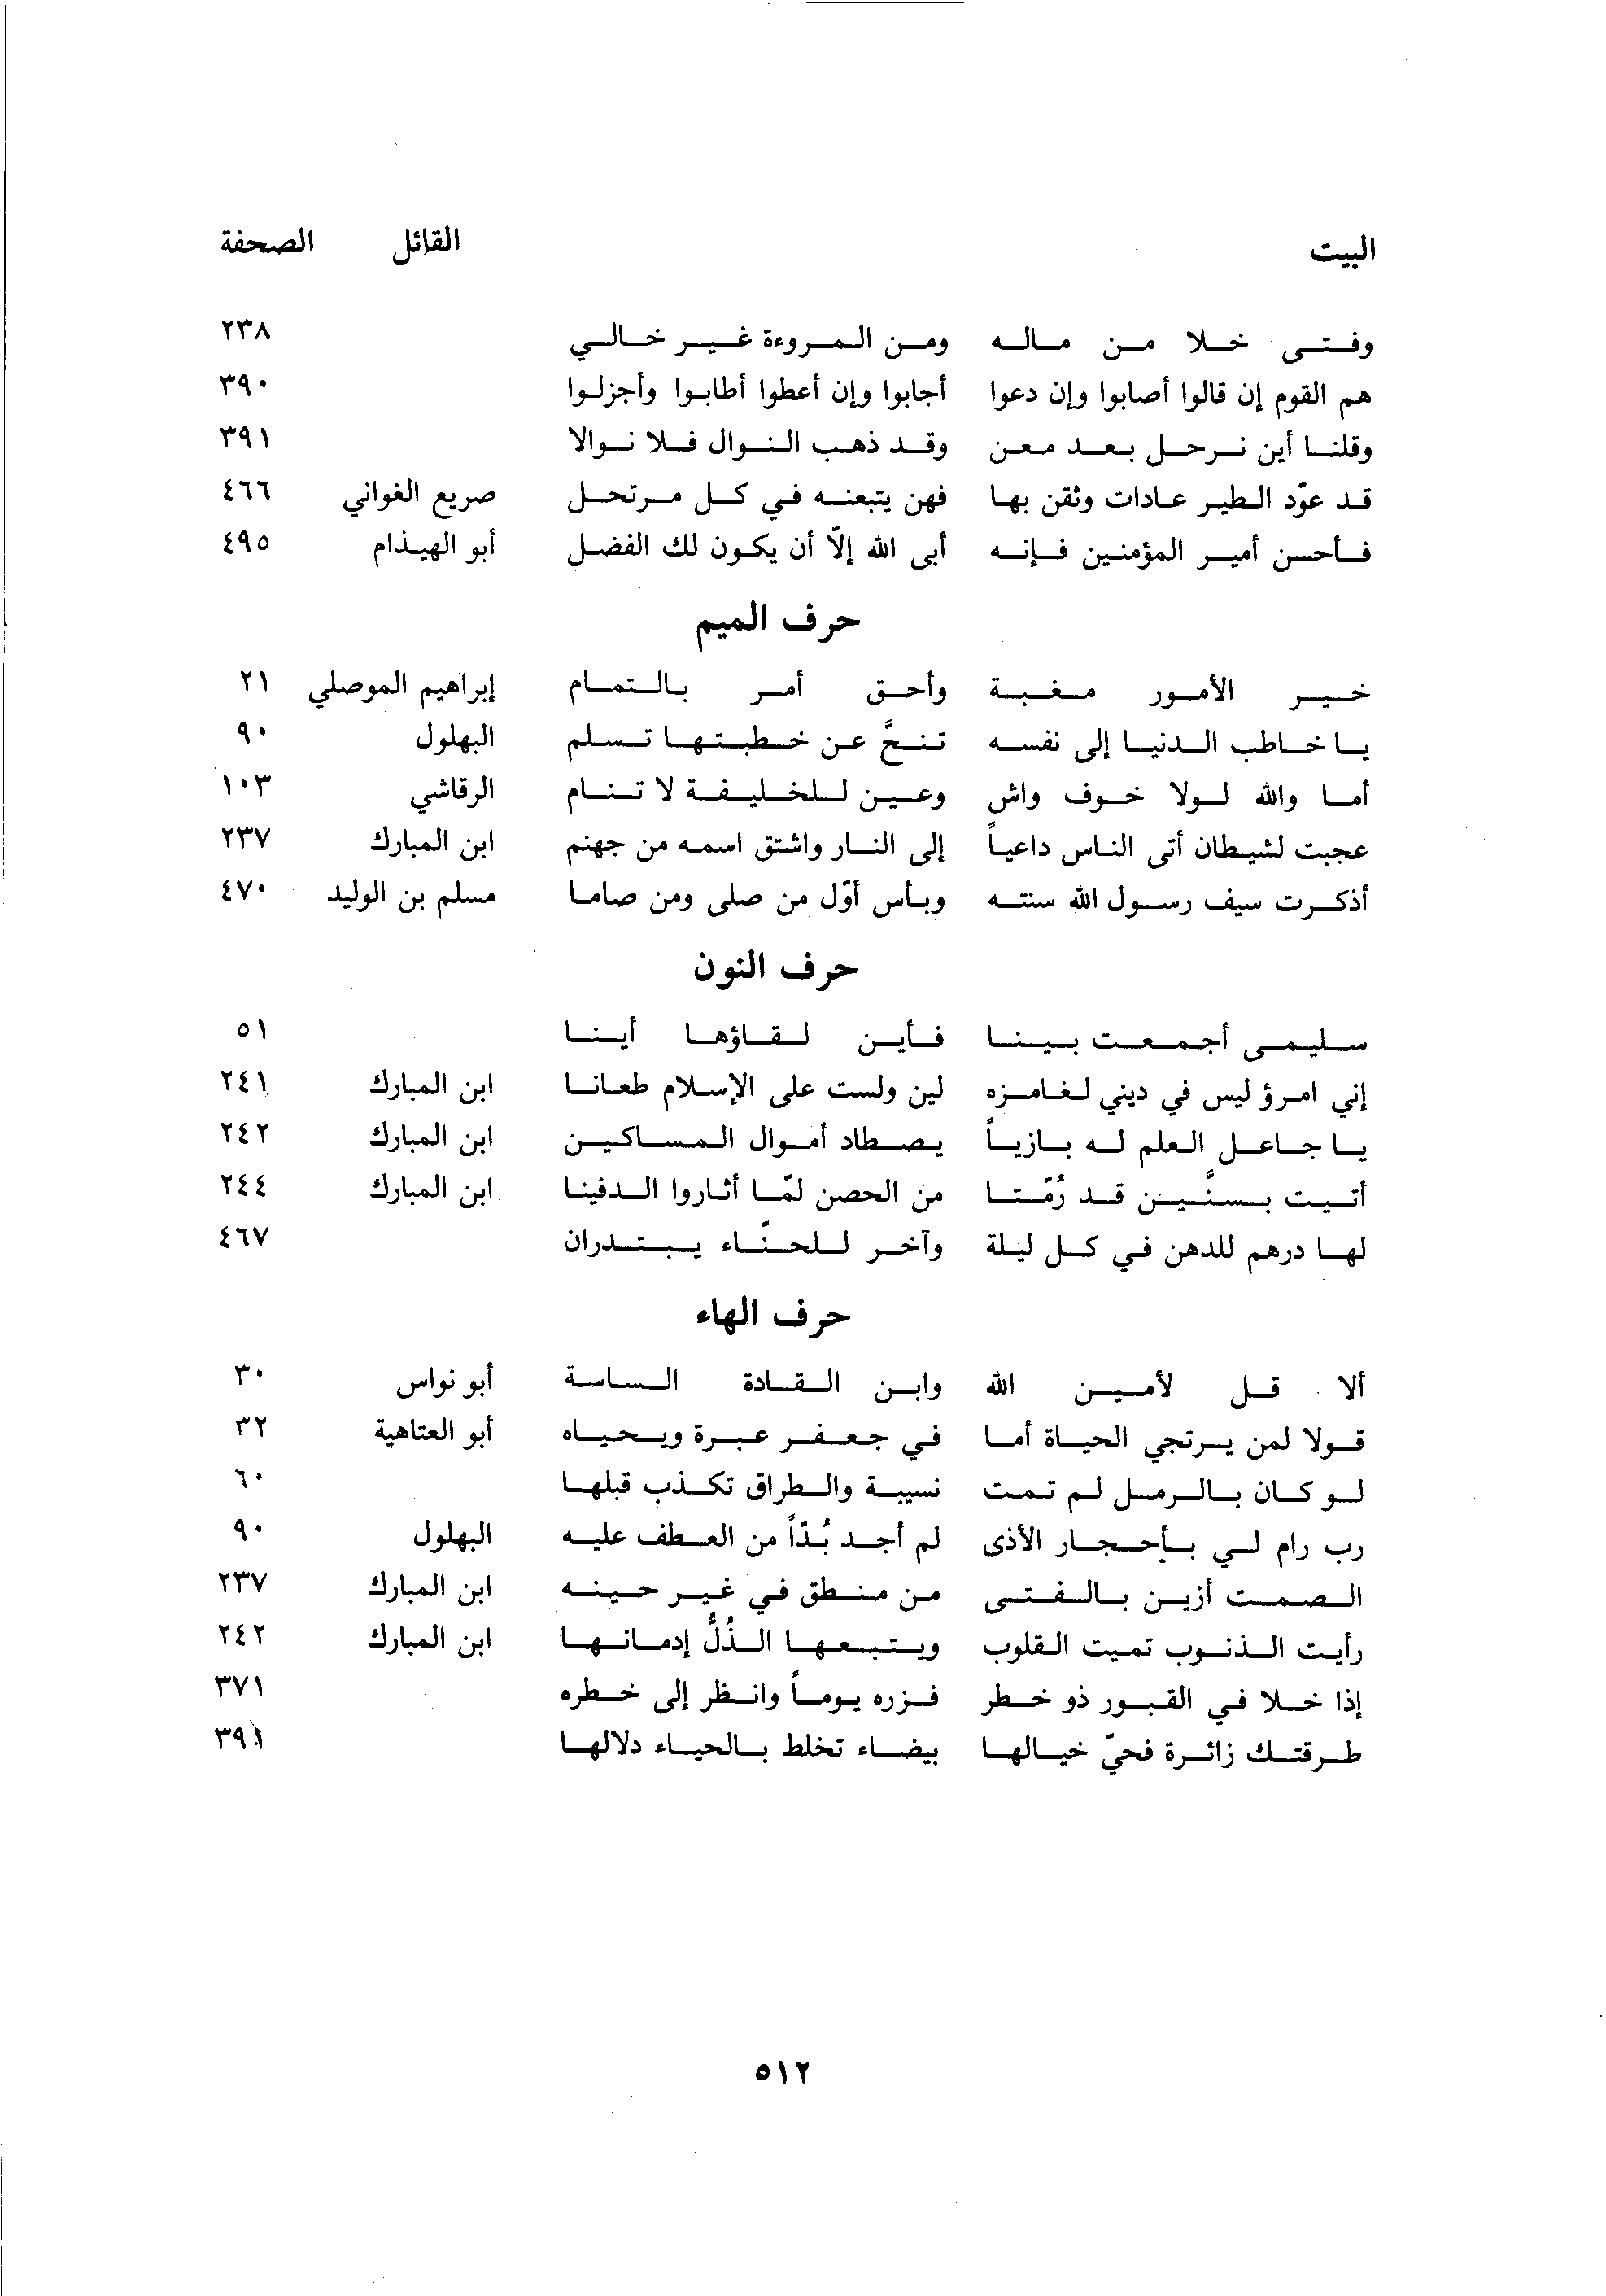 البيت القائل الصحفة
وفتى خلا من ماله ومن المروءة غير خالي ٢٣٨
هم القوم إن قالوا أصابوا وإن دعوا أجابوا وإن أعطوا أطابوا وأجزلوا ٣٩٠
وقلنا أين نرحل بعد معن وقد ذهب النوال فلا نوالا ٣٩١
قد عوّد الطير عادات وثقن بها فهن يتبعنه في كل مرتحل صريع الغواني ٤٦٦
فأحسن أمير المؤمنين فإنه أبى الله إلاّ أن يكون لك الفضل أبو الهيذام ٤٩٥
حرف الميم
خير الأمور مغبة وأحق أمر بالتمام إبراهيم الموصلي ٢١
يا خاطب الدنيا إلى نفسه تنحَّ عن خطبتها تسلم البهلول ٩٠
أما والله لولا خوف واش وعين للخليفة لا تنام الرقاشي ١٠٣
عجبت لشيطان أتى الناس داعياً إلى النار واشتق اسمه من جهنم ابن المبارك ٢٣٧
أذكرت سيف رسول الله سنته وبأس أوّل من صلى ومن صاما مسلم بن الوليد ٤٧٠
حرف النون
سليمى أجمعت بينا فأين لقاؤها أينا ٥١
إني امرؤ ليس في ديني لغامزه لين ولست على الإسلام طعانا ابن المبارك ٢٤١
يا جاعل العلم له بازياً يصطاد أموال المساكين ابن المبارك ٢٤٢
أتيت بسنَّين قد رُمّتا من الحصن لمّا أثاروا الدفينا ابن المبارك ٢٤٤
لها درهم للدهن في كل ليلة وآخر للحنّاء يبتدران ٤٦٧
حرف الهاء
ألا قل لأمين الله وابن القادة الساسة أبو نواس ٣٠
قولا لمن يرتجي الحياة أما في جعفر عبرة ويحياه أبو العتاهية ٣٢
لو كان بالرمل لم تمت نسيبة والطراق تكذب قبلها ٦٠
رب رام لي بأحجار الأذى لم أجد بُدّاً من العطف عليه البهلول ٩٠
الصمت أزين بالفتى من منطق في غير حينه ابن المبارك ٢٣٧
رأيت الذنوب تميت القلوب ويتبعها الذُلُّ إدمانها ابن المبارك ٢٤٢
إذا خلا في القبور ذو خطر فزره يوماً وانظر إلى خطره ٣٧١
طرقتك زائرة فحيّ خيالها بيضاء تخلط بالحياء دلالها ٣٩١
٥١٢